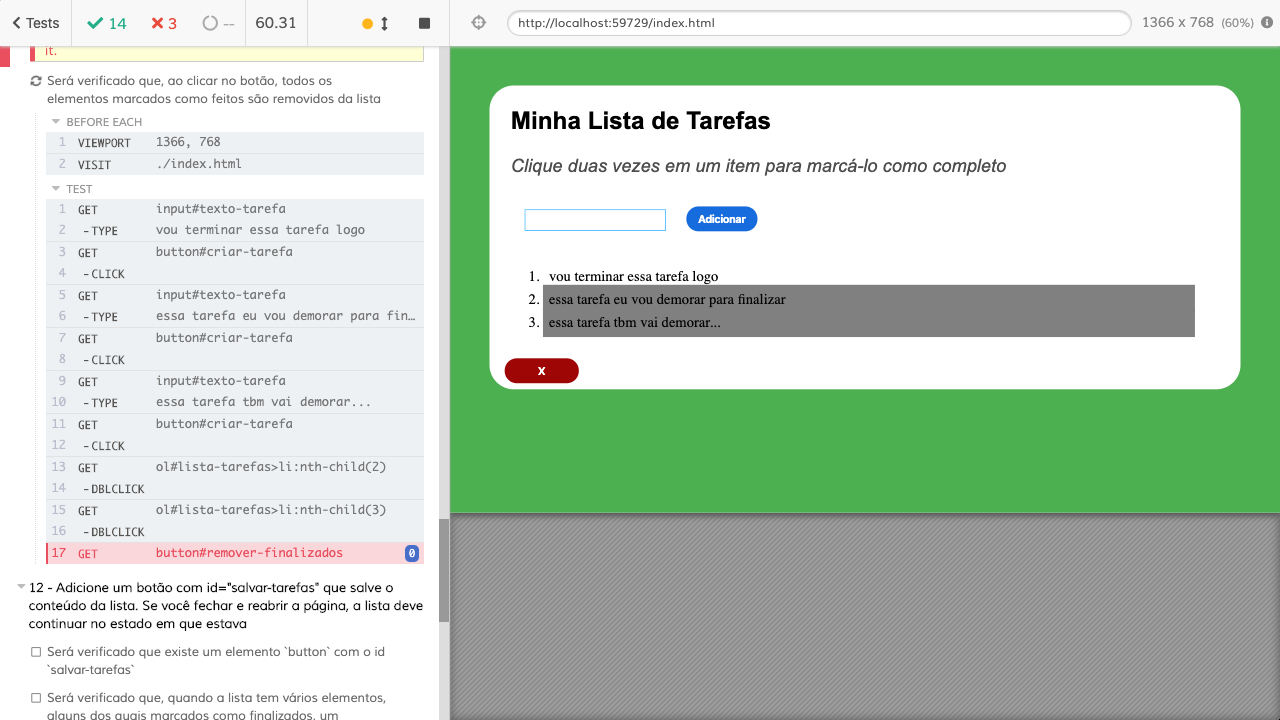 Tests
14
3
--
60.31
http://localhost:59729/index.html
1366 x 768 (60%)
it.
Será verificado que, ao clicar no botão, todos os
elementos marcados como feitos são removidos da lista
BEFORE EACH
1 VIEWPORT 1366, 768
2 VISIT ./index.html
TEST
1 GET input#texto-tarefa
2 -TYPE vou terminar essa tarefa logo
3 GET button#criar-tarefa
4 -CLICK
5 GET input#texto-tarefa
6 -TYPE essa tarefa eu vou demorar para fin…
7 GET button#criar-tarefa
8 -CLICK
9 GET input#texto-tarefa
10 -TYPE essa tarefa tbm vai demorar...
11 GET button#criar-tarefa
12 -CLICK
13 GET ol#lista-tarefas>li:nth-child(2)
14 -DBLCLICK
15 GET ol#lista-tarefas>li:nth-child(3)
16 -DBLCLICK
17 GET button#remover-finalizados 0
12 - Adicione um botão com id="salvar-tarefas" que salve o
conteúdo da lista. Se você fechar e reabrir a página, a lista deve
continuar no estado em que estava
Será verificado que existe um elemento `button` com o id
`salvar-tarefas`
Será verificado que, quando a lista tem vários elementos,
alguns dos quais marcados como finalizados, um
Minha Lista de Tarefas
Clique duas vezes em um item para marcá-lo como completo
Adicionar
1. vou terminar essa tarefa logo
2. essa tarefa eu vou demorar para finalizar
3. essa tarefa tbm vai demorar...
X